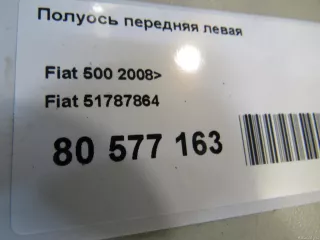 Полуось передняя левая
Fiat 500 2008>
Fiat 51787864
80 577 163